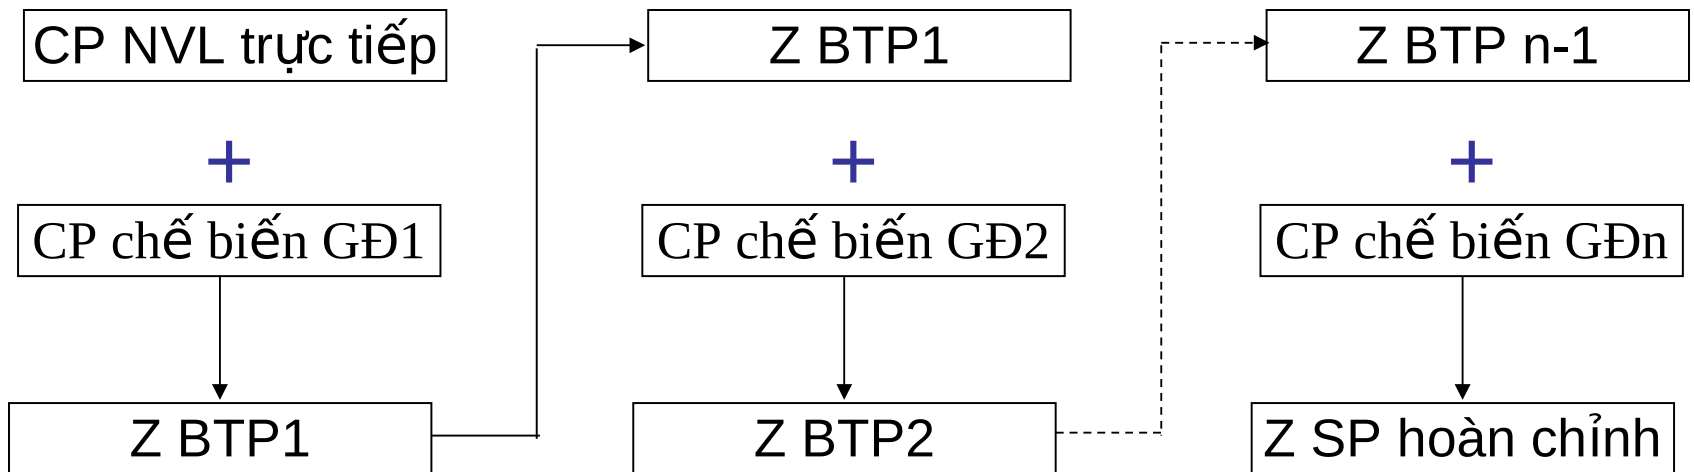 CP NVL trực tiếp
+
CP chế biến GĐ1
Z BTP1
Z BTP1
+
CP chế biến GĐ2
Z BTP2
Z BTP n-1
+
CP chế biến GĐn
Z SP hoàn chỉnh